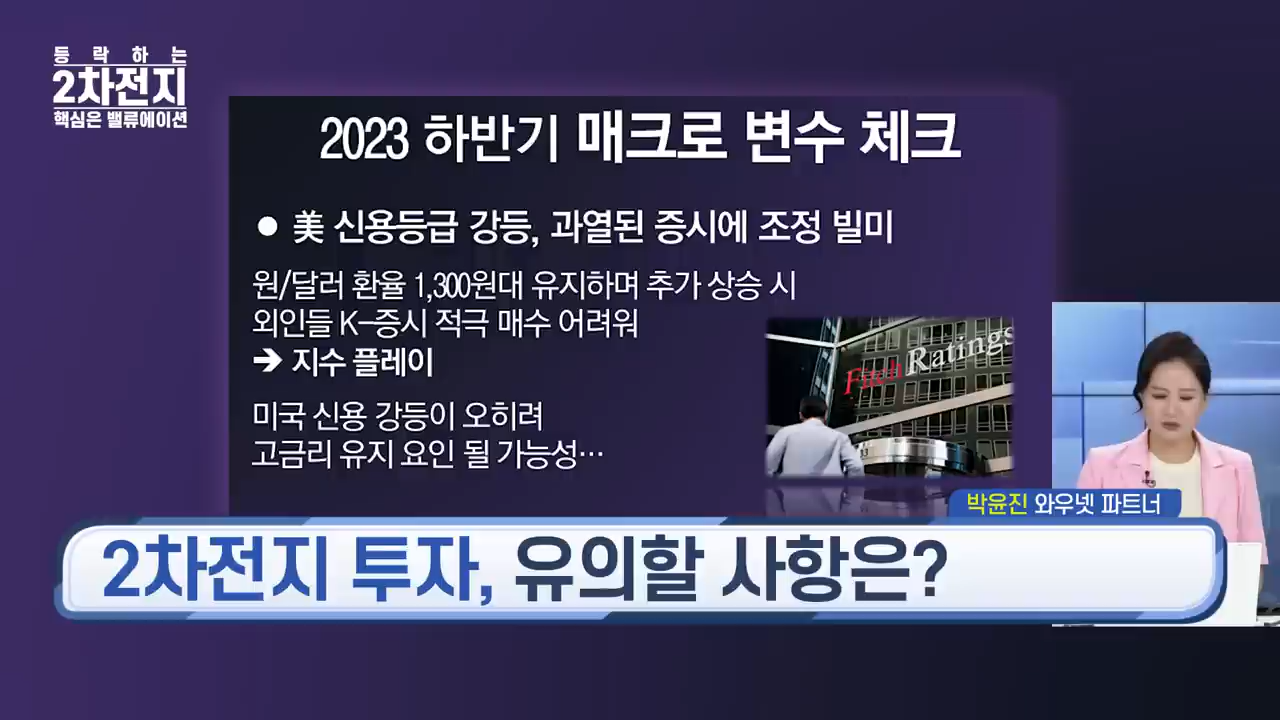 등락하는
2차전지
핵심은 밸류에이션
2023 하반기 매크로 변수 체크
● 美 신용등급 강등, 과열된 증시에 조정 빌미
원/달러 환율 1,300원대 유지하며 추가 상승 시
외인들 K-증시 적극 매수 어려워
➔ 지수 플레이
미국 신용 강등이 오히려
고금리 유지 요인 될 가능성…
Fitch Ratings
33
박윤진 와우넷 파트너
2차전지 투자, 유의할 사항은?